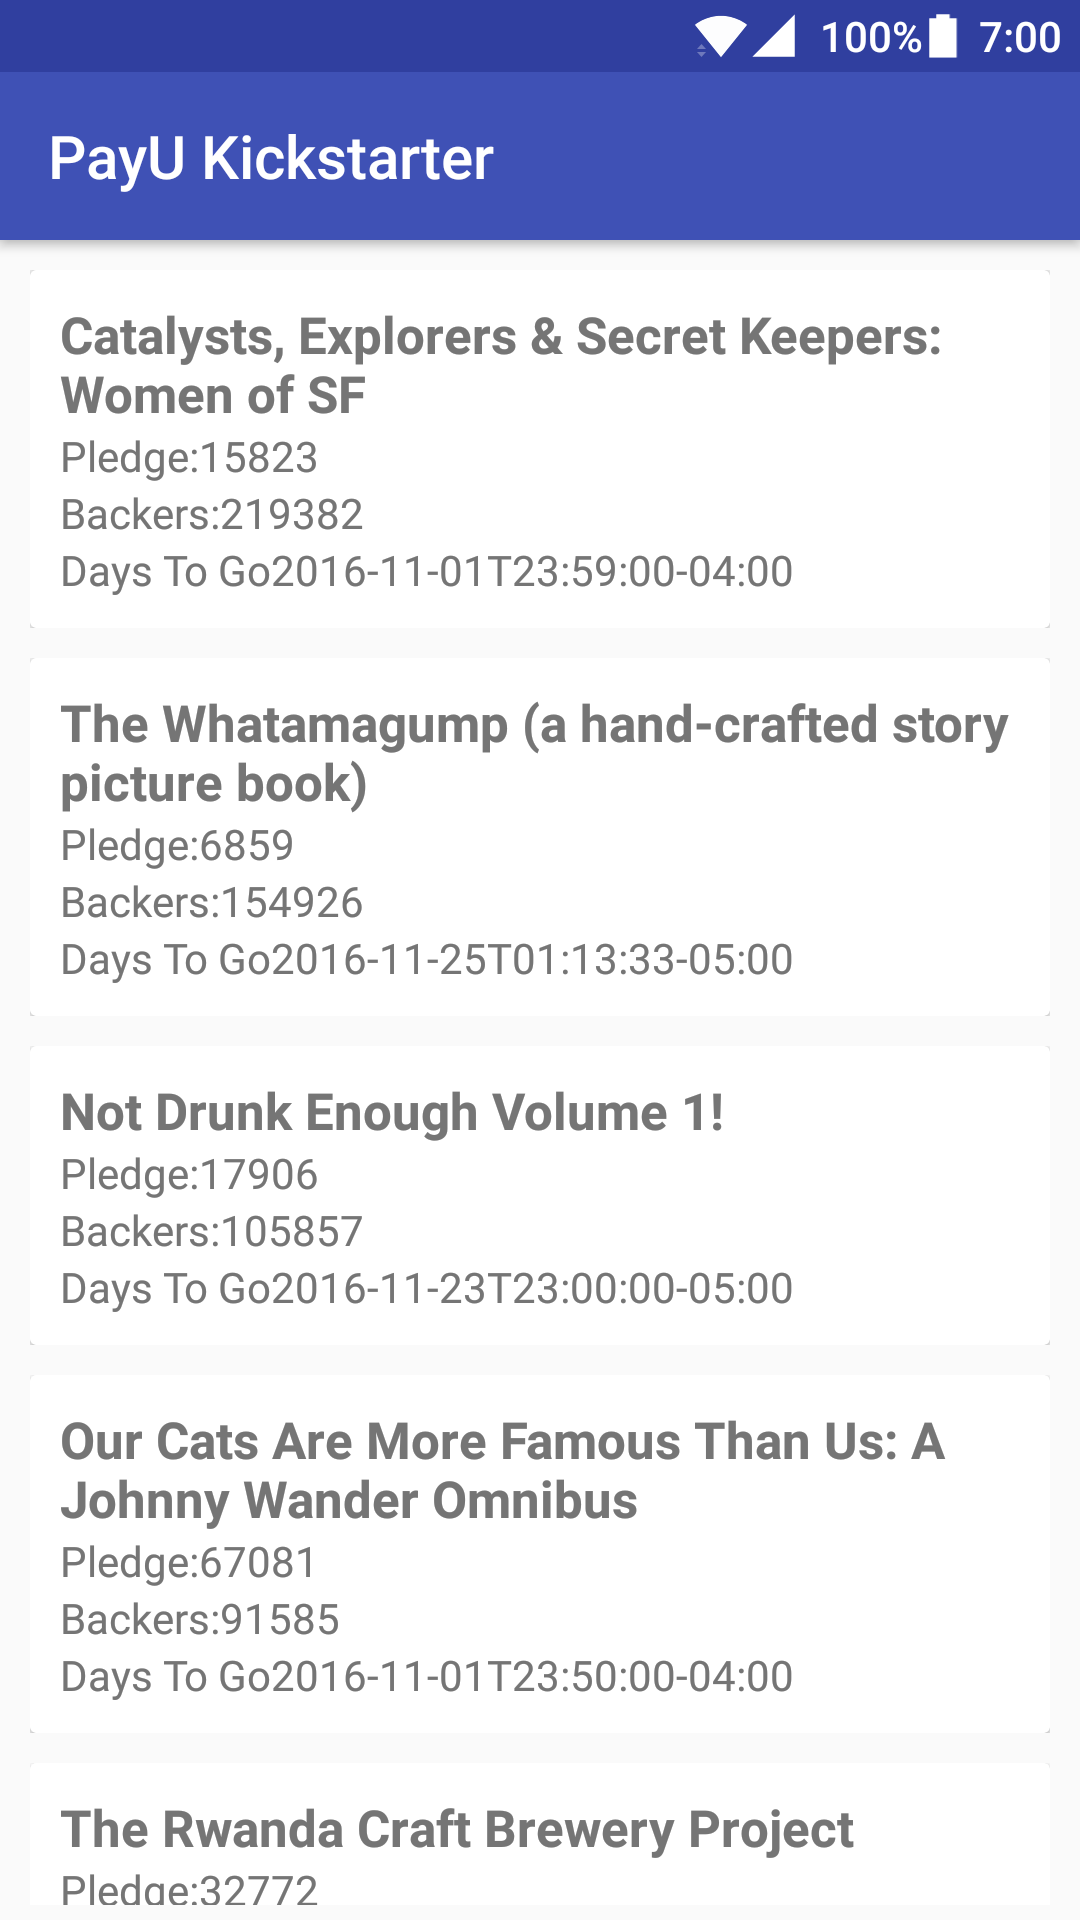 100% 7:00
PayU Kickstarter
Catalysts, Explorers & Secret Keepers:
Women of SF
Pledge:15823
Backers:219382
Days To Go2016-11-01T23:59:00-04:00
The Whatamagump (a hand-crafted story
picture book)
Pledge:6859
Backers:154926
Days To Go2016-11-25T01:13:33-05:00
Not Drunk Enough Volume 1!
Pledge:17906
Backers:105857
Days To Go2016-11-23T23:00:00-05:00
Our Cats Are More Famous Than Us: A
Johnny Wander Omnibus
Pledge:67081
Backers:91585
Days To Go2016-11-01T23:50:00-04:00
The Rwanda Craft Brewery Project
Pledge:32772